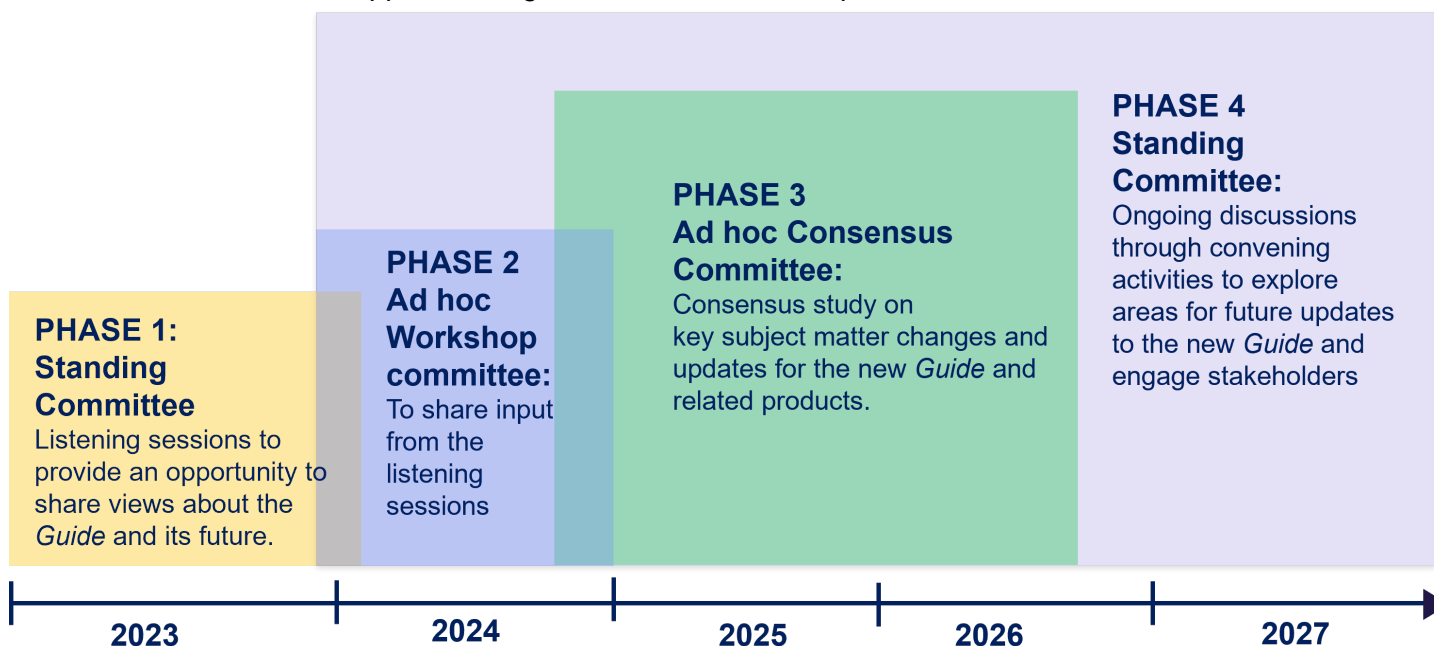 PHASE 1:
Standing
Committee
Listening sessions to
provide an opportunity to
share views about the
Guide and its future.
PHASE 2
Ad hoc
Workshop
committee:
To share input
from the
listening
sessions
PHASE 3
Ad hoc Consensus
Committee:
Consensus study on
key subject matter changes and
updates for the new Guide and
related products.
PHASE 4
Standing
Committee:
Ongoing discussions
through convening
activities to explore
areas for future updates
to the new Guide and
engage stakeholders
2023
2024
2025
2026
2027